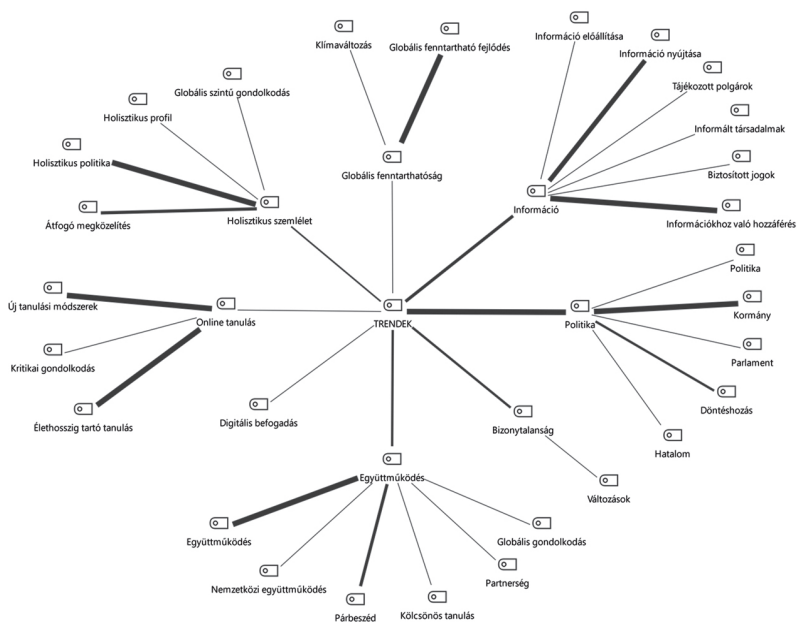 Klímaváltozás
Globális fenntartható fejlődés
Információ előállítása
Információ nyújtása
Tájékozott polgárok
Globális szintű gondolkodás
Holisztikus profil
Informált társadalmak
Holisztikus politika
Globális fenntarthatóság
Biztosított jogok
Átfogó megközelítés
Holisztikus szemlélet
Információ
Információkhoz való hozzáférés
Politika
Új tanulási módszerek
Online tanulás
TRENDEK
Politika
Kormány
Kritikai gondolkodás
Parlament
Élethosszig tartó tanulás
Digitális befogadás
Bizonytalanság
Döntéshozás
Hatalom
Együttműködés
Változások
Együttműködés
Globális gondolkodás
Nemzetközi együttműködés
Partnerség
Párbeszéd
Kölcsönös tanulás